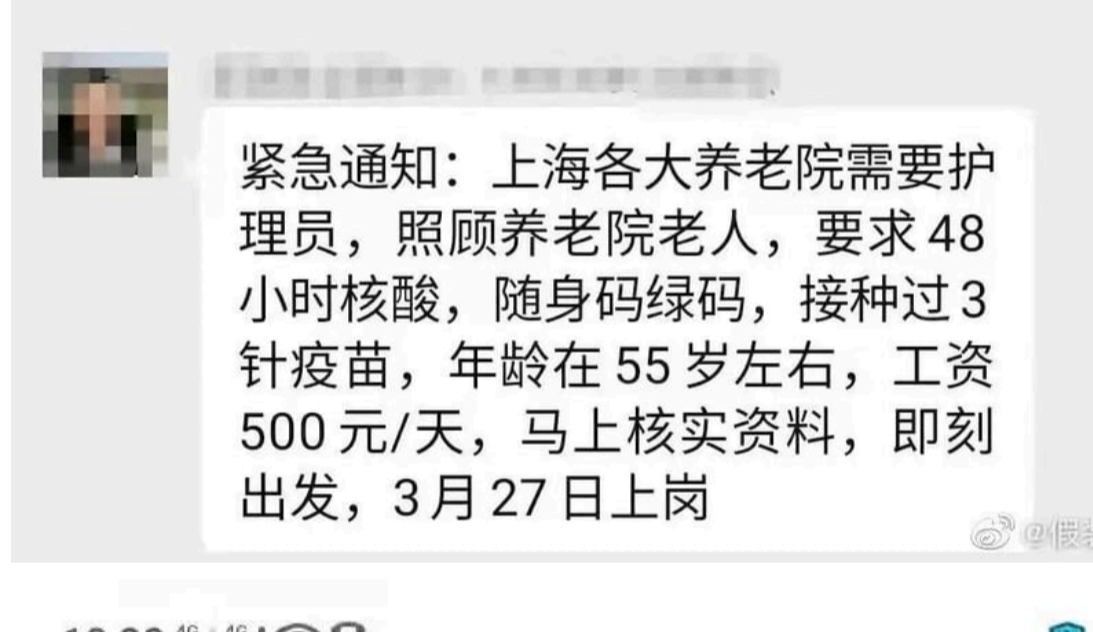 紧急通知：上海各大养老院需要护
理员，照顾养老院老人，要求48
小时核酸，随身码绿码，接种过3
针疫苗，年龄在55岁左右，工资
500元/天，马上核实资料，即刻
出发，3月27日上岗
@假